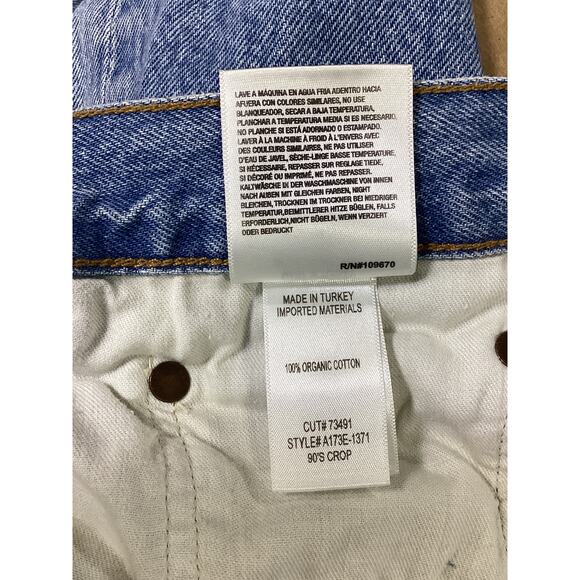 LAVE A MÁQUINA EN AGUA FRIA ADENTRO HACIA
AFUERA CON COLORES SIMILARES, NO USE
BLANQUEADOR, SECAR A BAJA TEMPERATURA,
PLANCHAR A TEMPERATURA MEDIA SI ES NECESARIO,
NO PLANCHE SI ESTÁ ADORNADO O ESTAMPADO.
LAVER À LA MACHINE À FROID À L'ENVERS AVEC
DES COULEURS SIMILAIRES, NE PAS UTILISER
D'EAU DE JAVEL, SÈCHE-LINGE BASSE TEMPERATURE,
SI NÉCESSAIRE, REPASSER SUR REGLAGE TIEDE,
SI DÉCORÉ OU IMPRIMÉ, NE PAS REPASSER.
KALTWÄSCHE IN DER WASCHMASCHINE VON INNEN
NACH AUßEN MIT GLEICHEN FARBEN, NIGHT
BLEICHEN, TROCKNEN IM TROCKNER BEI NIEDRIGER
TEMPERATUR,BEIMITTLERER HITZE BÜGLEN, FALLS
ERFORDERLICH,NICHT BÜGELN, WENN VERZIERT
ODER BEDRUCKT
R/N#109670
MADE IN TURKEY
IMPORTED MATERIALS
100% ORGANIC COTTON
CUT# 73491
STYLE# A173E-1371
90'S CROP